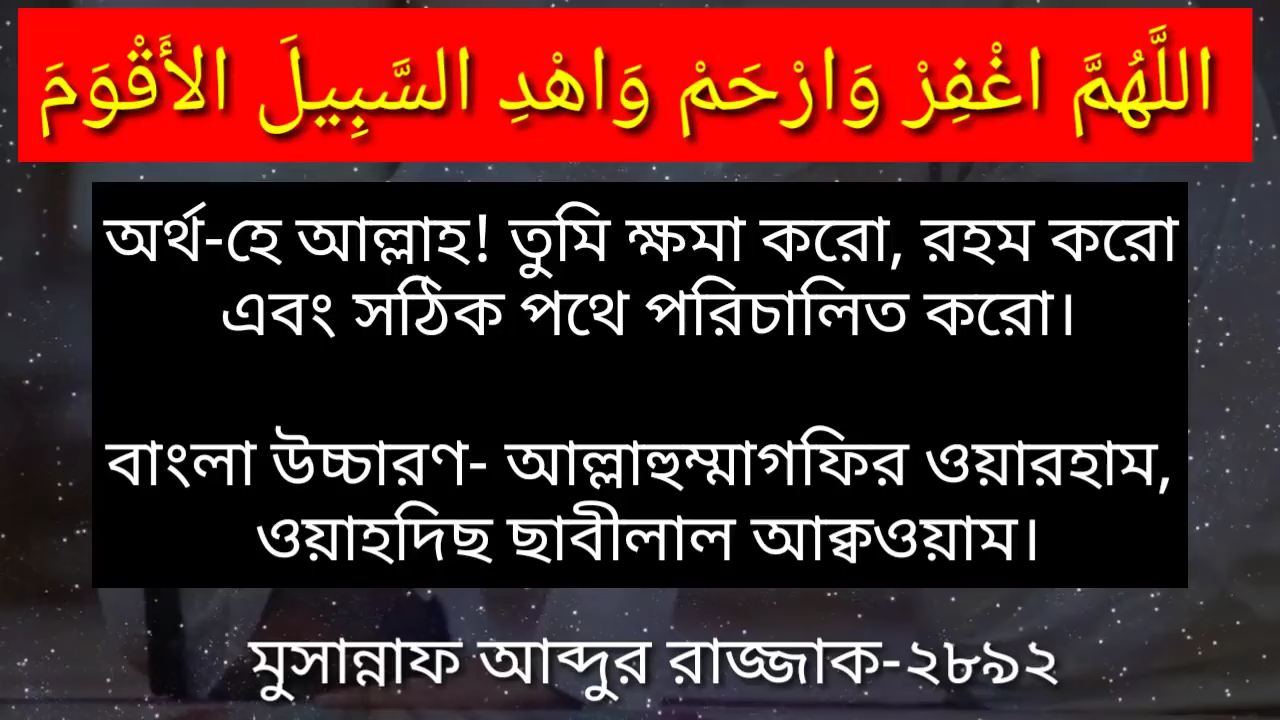 اللَّهُمَّ اغْفِرْ وَارْحَمْ وَاهْدِ السَّبِيلَ الأَقْوَمَ
অর্থ-হে আল্লাহ! তুমি ক্ষমা করো, রহম করো
এবং সঠিক পথে পরিচালিত করো।
বাংলা উচ্চারণ- আল্লাহুম্মাগফির ওয়ারহাম,
ওয়াহদিছ ছাবীলাল আক্বওয়াম।
মুসান্নাফ আব্দুর রাজ্জাক-২৮৯২